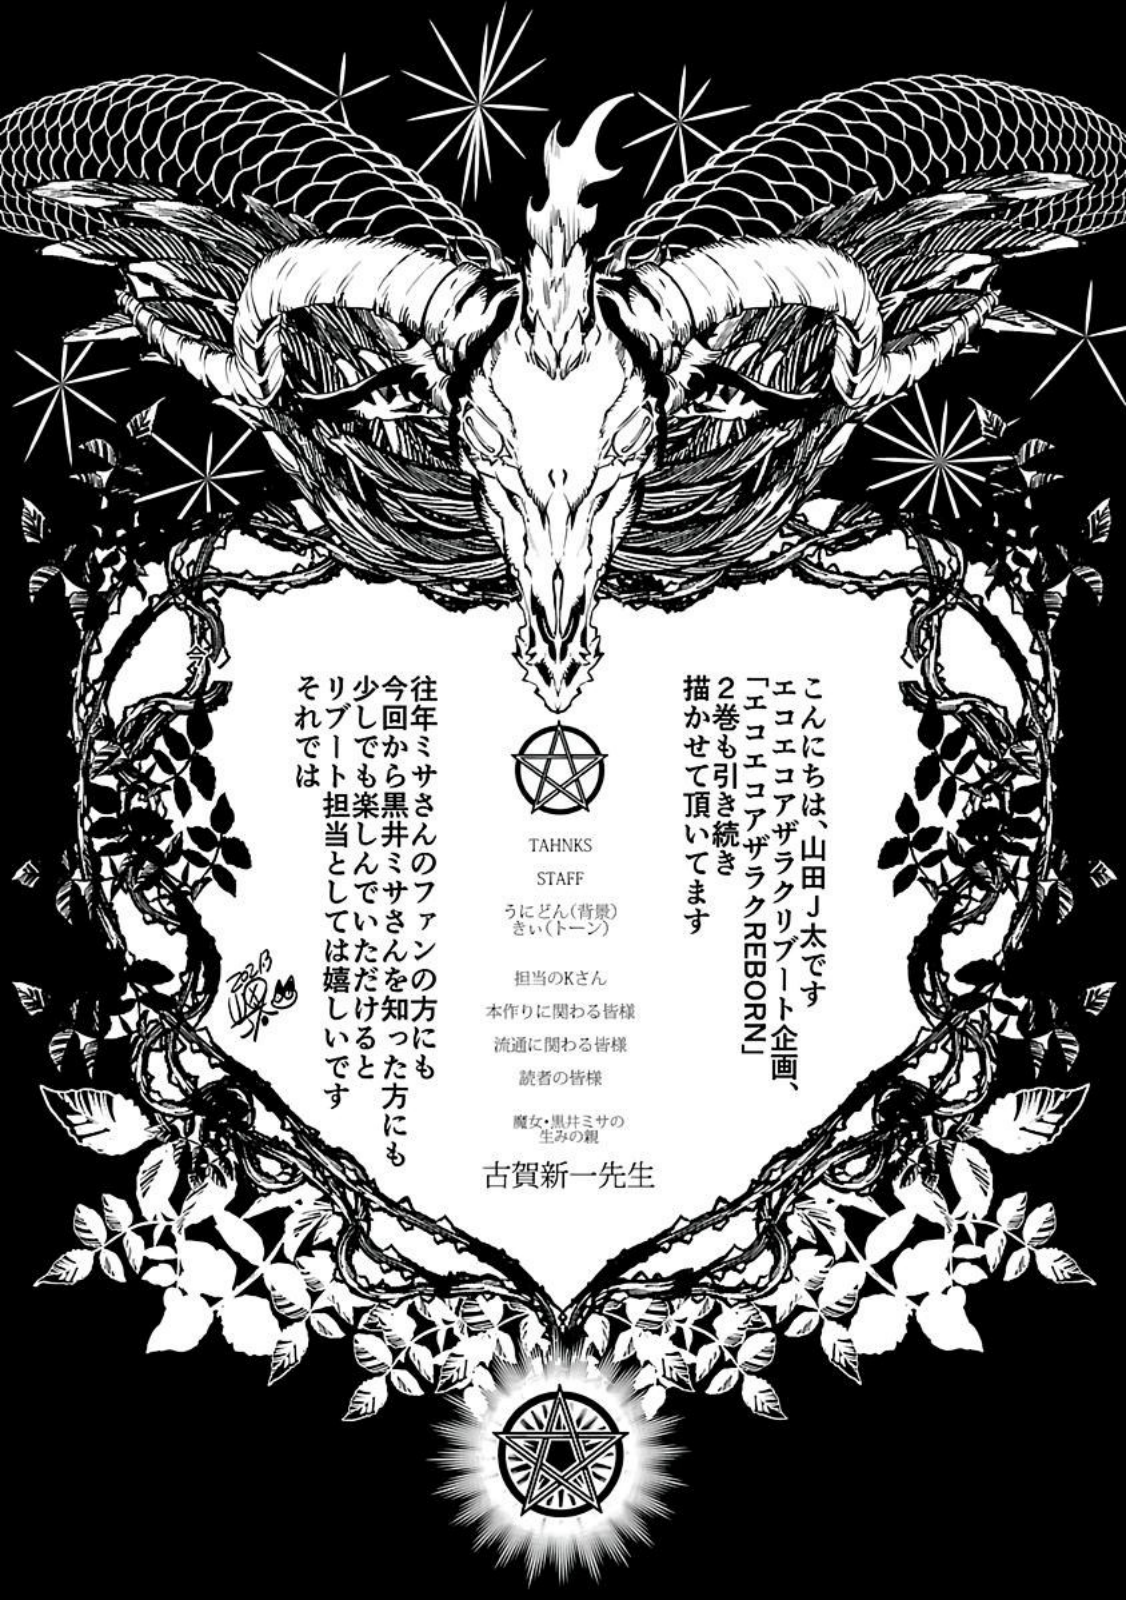 こんにちは、山田J太です
エコエコアザラクリブート企画、
「エコエコアザラクREBORN」
２巻も引き続き
描かせて頂いてます
TAHNKS
STAFF
うにどん（背景）
きぃ（トーン）
担当のKさん
本作りに関わる皆様
流通に関わる皆様
読者の皆様
魔女・黒井ミサの
生みの親
古賀新一先生
往年ミサさんのファンの方にも
今回から黒井ミサさんを知った方にも
少しでも楽しんでいただけると
リブート担当としては嬉しいです
それでは